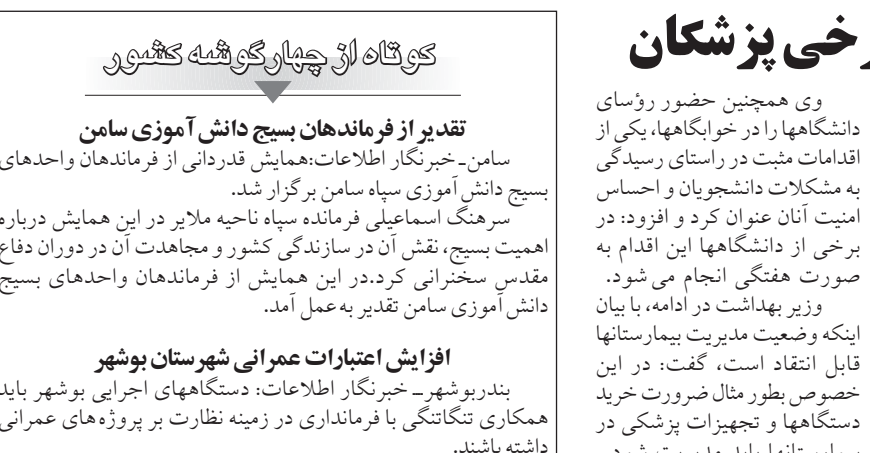 خی پزشکان
وی همچنین حضور رؤسای
دانشگاهها را در خوابگاهها، یکی از
اقدامات مثبت در راستای رسیدگی
به مشکلات دانشجویان و احساس
امنیت آنان عنوان کرد و افزود: در
برخی از دانشگاهها این اقدام به
صورت هفتگی انجام می‌شود.
وزیر بهداشت در ادامه، با بیان
اینکه وضعیت مدیریت بیمارستانها
قابل انتقاد است، گفت: در این
خصوص بطور مثال ضرورت خرید
دستگاهها و تجهیزات پزشکی در
کوتاه از چهارگوشه کشور
تقدیر از فرماندهان بسیج دانش آموزی سامن
سامن_خبرنگار اطلاعات:همایش قدردانی از فرماندهان واحدهای
بسیج دانش‌آموزی سپاه سامن برگزار شد.
سرهنگ اسماعیلی فرمانده سپاه ناحیه ملایر در این همایش درباره
اهمیت بسیج، نقش آن در سازندگی کشور و مجاهدت آن در دوران دفاع
مقدس سخنرانی کرد.در این همایش از فرماندهان واحدهای بسیج
دانش‌آموزی سامن تقدیر به‌عمل آمد.
افزایش اعتبارات عمرانی شهرستان بوشهر
بندربوشهر_ خبرنگار اطلاعات: دستگاههای اجرایی بوشهر باید
همکاری تنگاتنگی با فرمانداری در زمینه نظارت بر پروژه‌های عمرانی
داشته باشند.